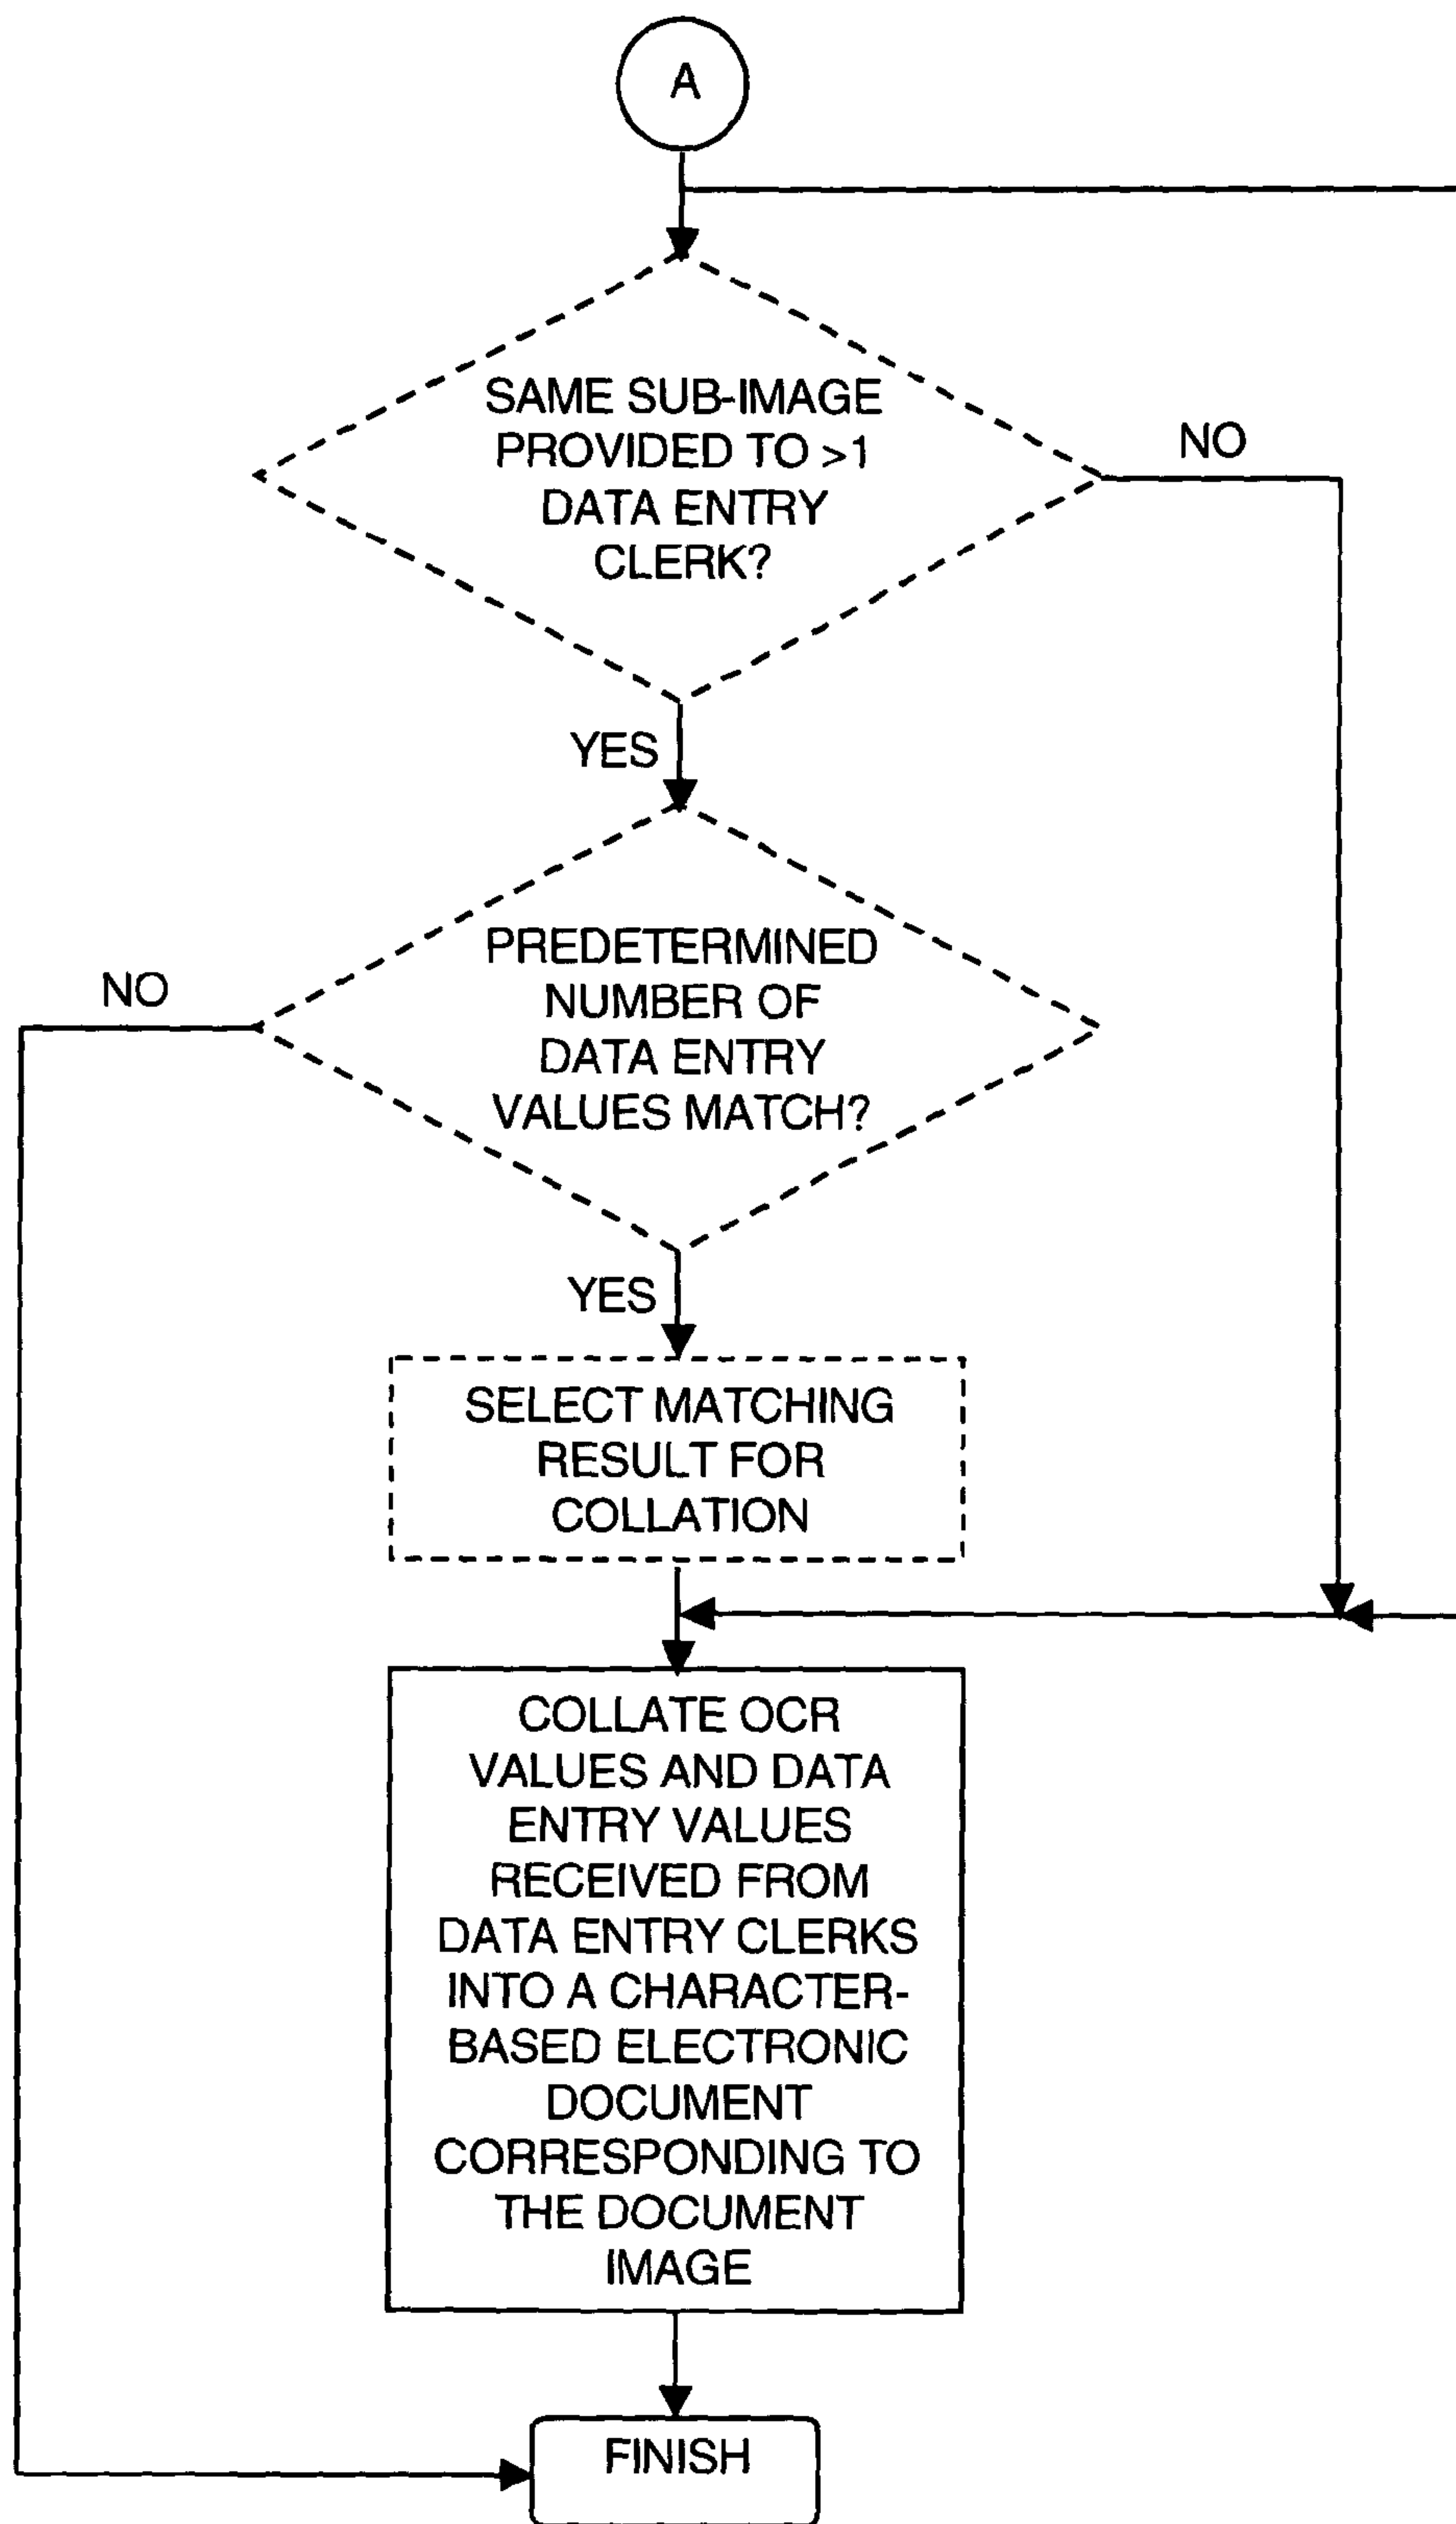 A
SAME SUB-IMAGE
PROVIDED TO >1
DATA ENTRY
CLERK?
NO
YES
PREDETERMINED
NUMBER OF
DATA ENTRY
VALUES MATCH?
NO
YES
SELECT MATCHING
RESULT FOR
COLLATION
COLLATE OCR
VALUES AND DATA
ENTRY VALUES
RECEIVED FROM
DATA ENTRY CLERKS
INTO A CHARACTER-
BASED ELECTRONIC
DOCUMENT
CORRESPONDING TO
THE DOCUMENT
IMAGE
FINISH